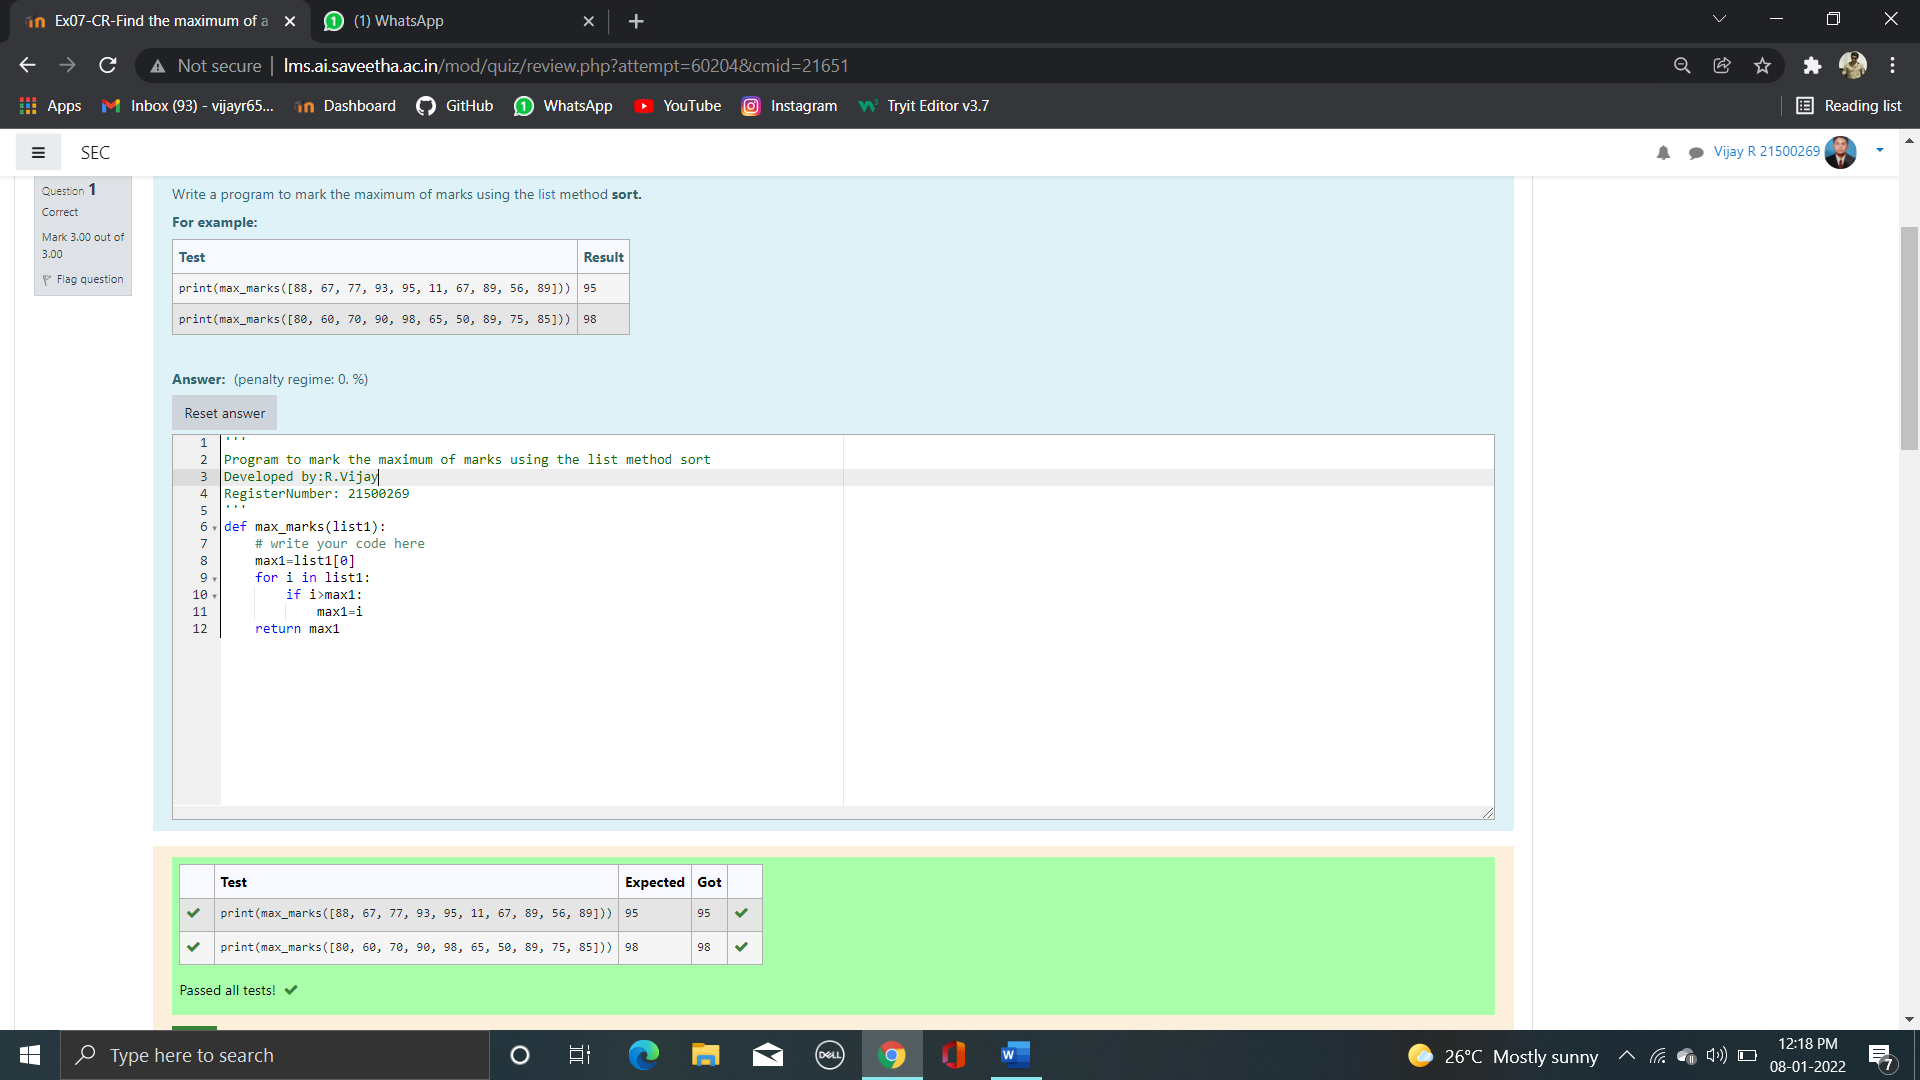 Ex07-CR-Find the maximum of a
(1) WhatsApp
Not secure | lms.ai.saveetha.ac.in/mod/quiz/review.php?attempt=60204&cmid=21651
Apps
Inbox (93) - vijayr65...
Dashboard
GitHub
WhatsApp
YouTube
Instagram
Tryit Editor v3.7
Reading list
SEC
Vijay R 21500269
Question 1
Correct
Mark 3.00 out of
3.00
Flag question
Write a program to mark the maximum of marks using the list method sort.
For example:
Test Result
print(max_marks([88, 67, 77, 93, 95, 11, 67, 89, 56, 89])) 95
print(max_marks([80, 60, 70, 90, 98, 65, 50, 89, 75, 85])) 98
Answer: (penalty regime: 0. %)
Reset answer
1 '''
2 Program to mark the maximum of marks using the list method sort
3 Developed by:R.Vijay
4 RegisterNumber: 21500269
5 '''
6 def max_marks(list1):
7 # write your code here
8 max1=list1[0]
9 for i in list1:
10 if i>max1:
11 max1=i
12 return max1
Test Expected Got
print(max_marks([88, 67, 77, 93, 95, 11, 67, 89, 56, 89])) 95 95
print(max_marks([80, 60, 70, 90, 98, 65, 50, 89, 75, 85])) 98 98
Passed all tests!
Type here to search
DELL
W
26°C Mostly sunny
12:18 PM
08-01-2022
7